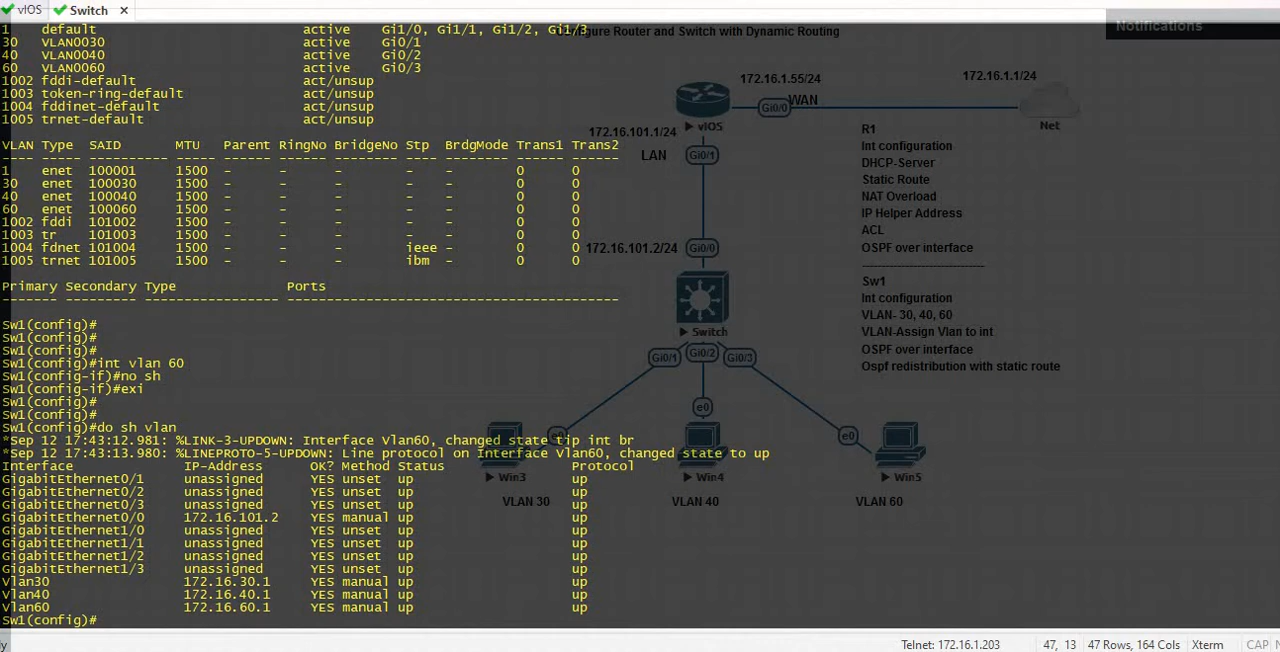 vIOS
Switch
Notifications
1    default                          active    Gi1/0, Gi1/1, Gi1/2, Gi1/3
30   VLAN0030                         active    Gi0/1
40   VLAN0040                         active    Gi0/2
60   VLAN0060                         active    Gi0/3
1002 fddi-default                     act/unsup
1003 token-ring-default               act/unsup
1004 fddinet-default                  act/unsup
1005 trnet-default                    act/unsup
VLAN Type  SAID       MTU   Parent RingNo BridgeNo Stp  BrdgMode Trans1 Trans2
---- ----- ---------- ----- ------ ------ -------- ---- -------- ------ ------
1    enet  100001     1500  -      -      -        -    -        0      0
30   enet  100030     1500  -      -      -        -    -        0      0
40   enet  100040     1500  -      -      -        -    -        0      0
60   enet  100060     1500  -      -      -        -    -        0      0
1002 fddi  101002     1500  -      -      -        -    -        0      0
1003 tr    101003     1500  -      -      -        -    -        0      0
1004 fdnet 101004     1500  -      -      -        ieee -        0      0
1005 trnet 101005     1500  -      -      -        ibm  -        0      0
Primary Secondary Type              Ports
------- --------- ----------------- ------------------------------------------
Sw1(config)#
Sw1(config)#
Sw1(config)#
Sw1(config)#int vlan 60
Sw1(config-if)#no sh
Sw1(config-if)#exi
Sw1(config)#
Sw1(config)#
Sw1(config)#do sh vlan
*Sep 12 17:43:12.981: %LINK-3-UPDOWN: Interface Vlan60, changed state tip int br
*Sep 12 17:43:13.980: %LINEPROTO-5-UPDOWN: Line protocol on Interface Vlan60, changed state to up
Interface              IP-Address      OK? Method Status                Protocol
GigabitEthernet0/1     unassigned      YES unset  up                    up
GigabitEthernet0/2     unassigned      YES unset  up                    up
GigabitEthernet0/3     unassigned      YES unset  up                    up
GigabitEthernet0/0     172.16.101.2    YES manual up                    up
GigabitEthernet1/0     unassigned      YES unset  up                    up
GigabitEthernet1/1     unassigned      YES unset  up                    up
GigabitEthernet1/2     unassigned      YES unset  up                    up
GigabitEthernet1/3     unassigned      YES unset  up                    up
Vlan30                 172.16.30.1     YES manual up                    up
Vlan40                 172.16.40.1     YES manual up                    up
Vlan60                 172.16.60.1     YES manual up                    up
Sw1(config)#
Router and Switch with Dynamic Routing
172.16.1.55/24
172.16.1.1/24
Gi0/0
WAN
vIOS
Net
172.16.101.1/24
LAN
Gi0/1
R1
Int configuration
DHCP-Server
Static Route
NAT Overload
IP Helper Address
ACL
OSPF over interface
------------------------------
Sw1
Int configuration
VLAN- 30, 40, 60
VLAN-Assign Vlan to int
OSPF over interface
Ospf redistribution with static route
172.16.101.2/24
Gi0/0
Switch
Gi0/1
Gi0/2
Gi0/3
e0
e0
e0
Win3
Win4
Win5
VLAN 30
VLAN 40
VLAN 60
Telnet: 172.16.1.203
47, 13
47 Rows, 164 Cols
Xterm
CAP